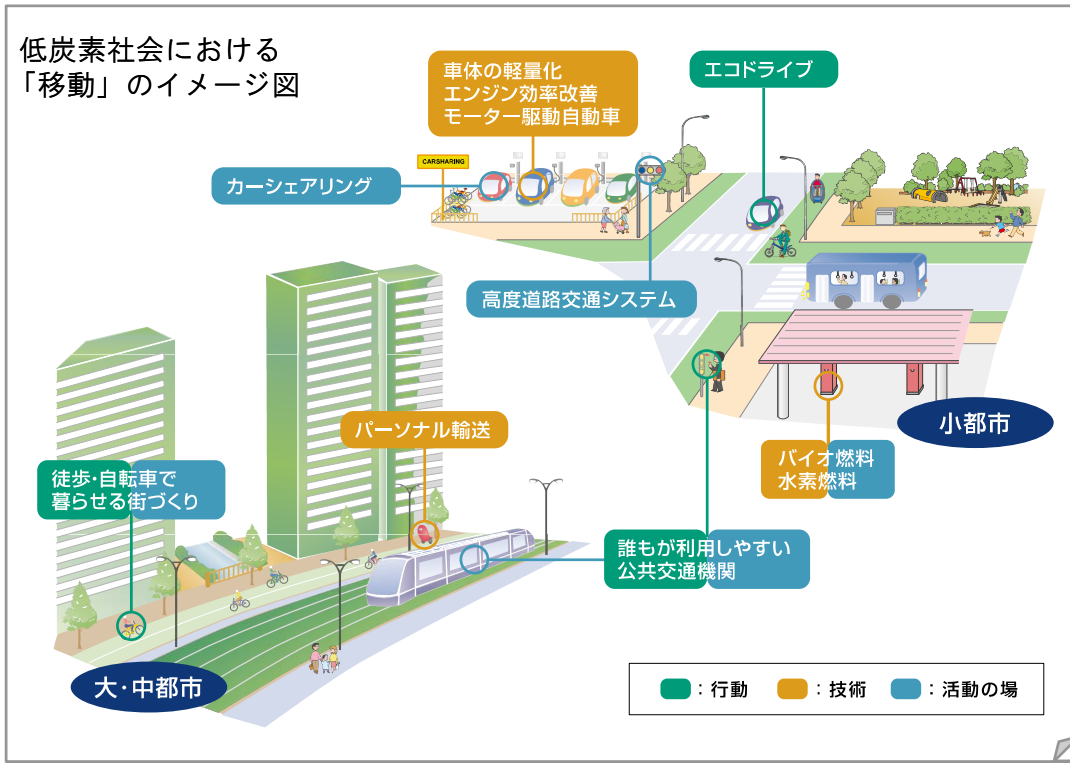 低炭素社会における
「移動」のイメージ図
車体の軽量化
エンジン効率改善
モーター駆動自動車
エコドライブ
CARSHARING
カーシェアリング
高度道路交通システム
小都市
パーソナル輸送
バイオ燃料
水素燃料
徒歩・自転車で
暮らせる街づくり
誰もが利用しやすい
公共交通機関
大・中都市
：行動 ：技術 ：活動の場